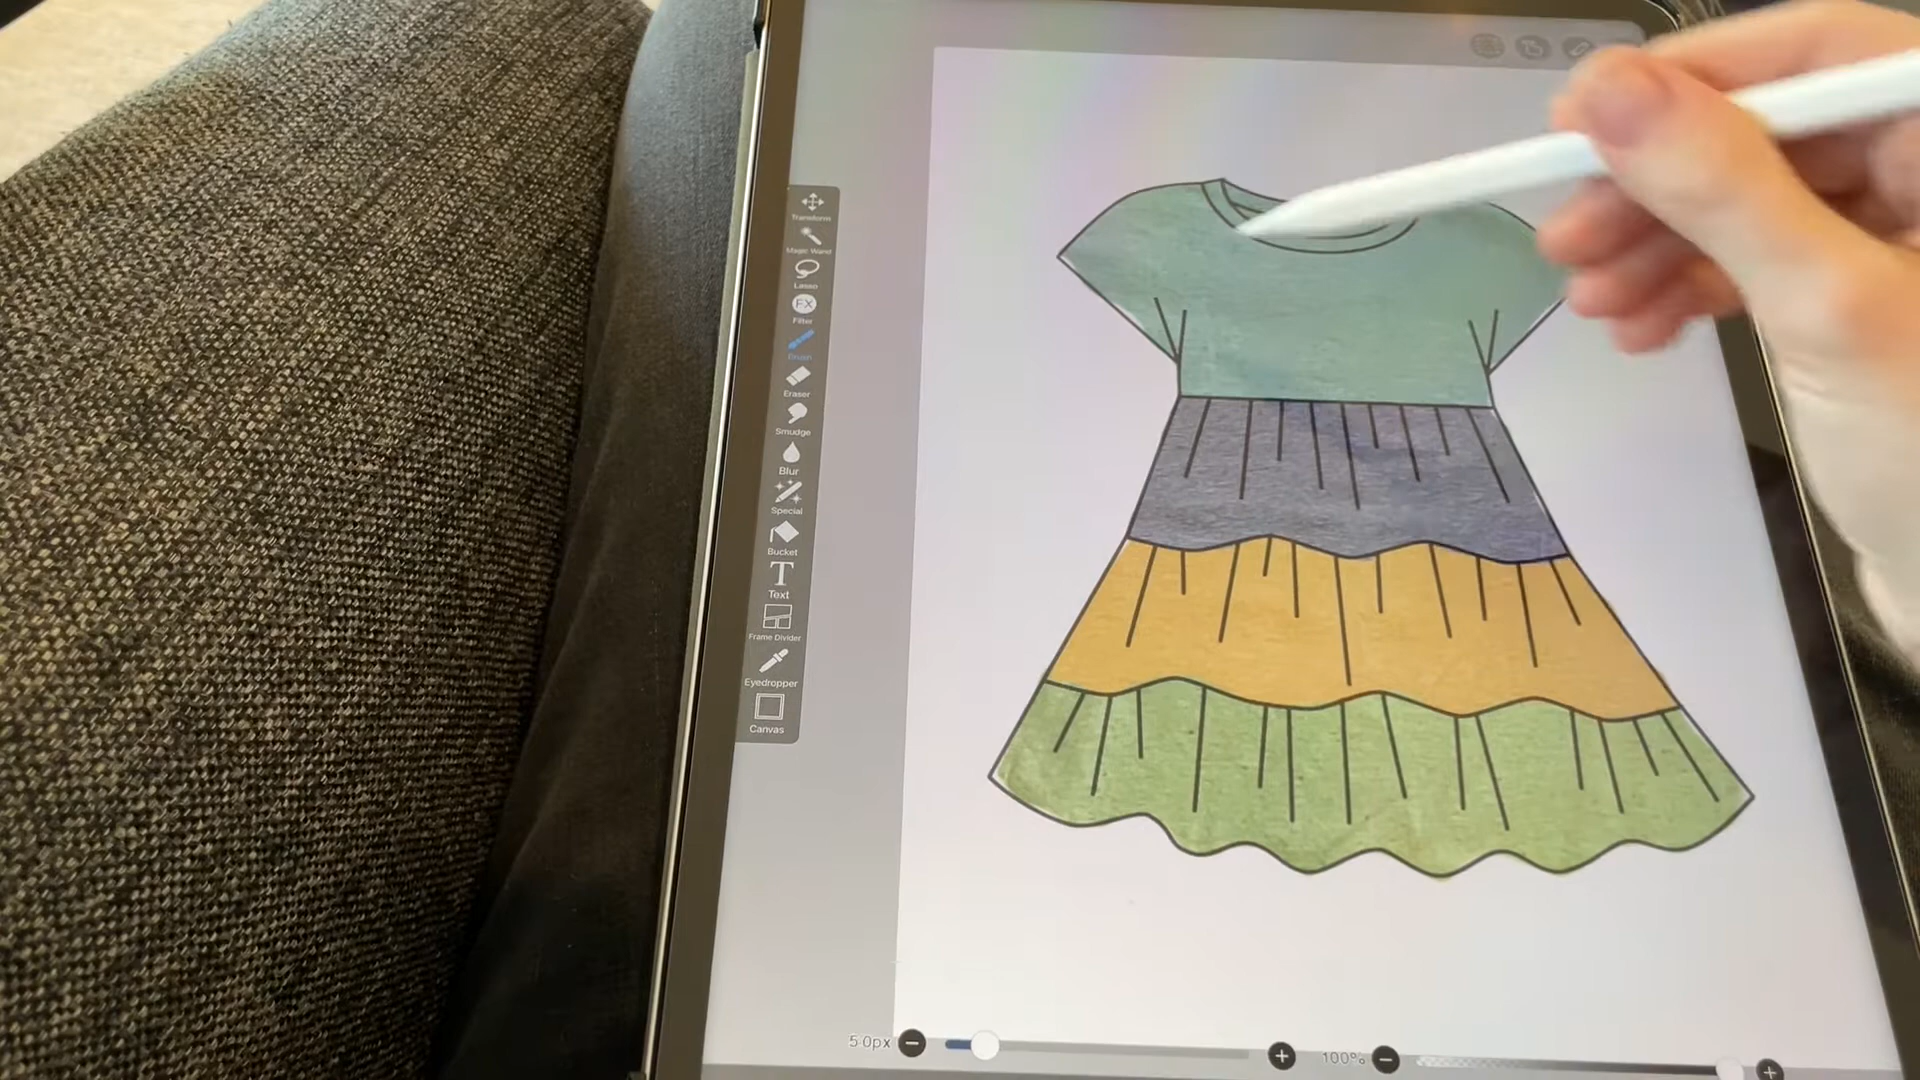 Transform
Magic Wand
Lasso
FX
Filter
Brush
Eraser
Smudge
Blur
Special
Bucket
T
Text
Frame Divider
Eyedropper
Canvas
5.0px
100%